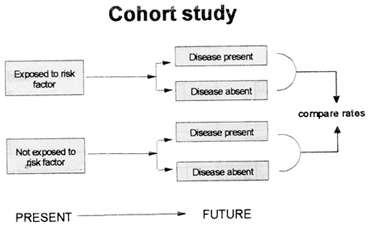 Cohort study
Exposed to risk
factor
Disease present
Disease absent
compare rates
Not exposed to
risk factor
Disease present
Disease absent
PRESENT
FUTURE